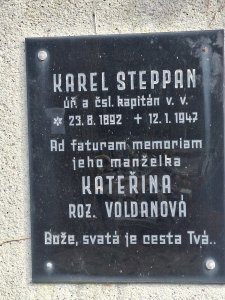 KAREL STEPPAN
úř. a čsl. kapitán v. v.
✡ 23. 8. 1892 + 12. 1. 1947
Ad faturam memoriam
jeho manželka
KATEŘINA
ROZ. VOLDANOVÁ
Bože, svatá je cesta Tvá..